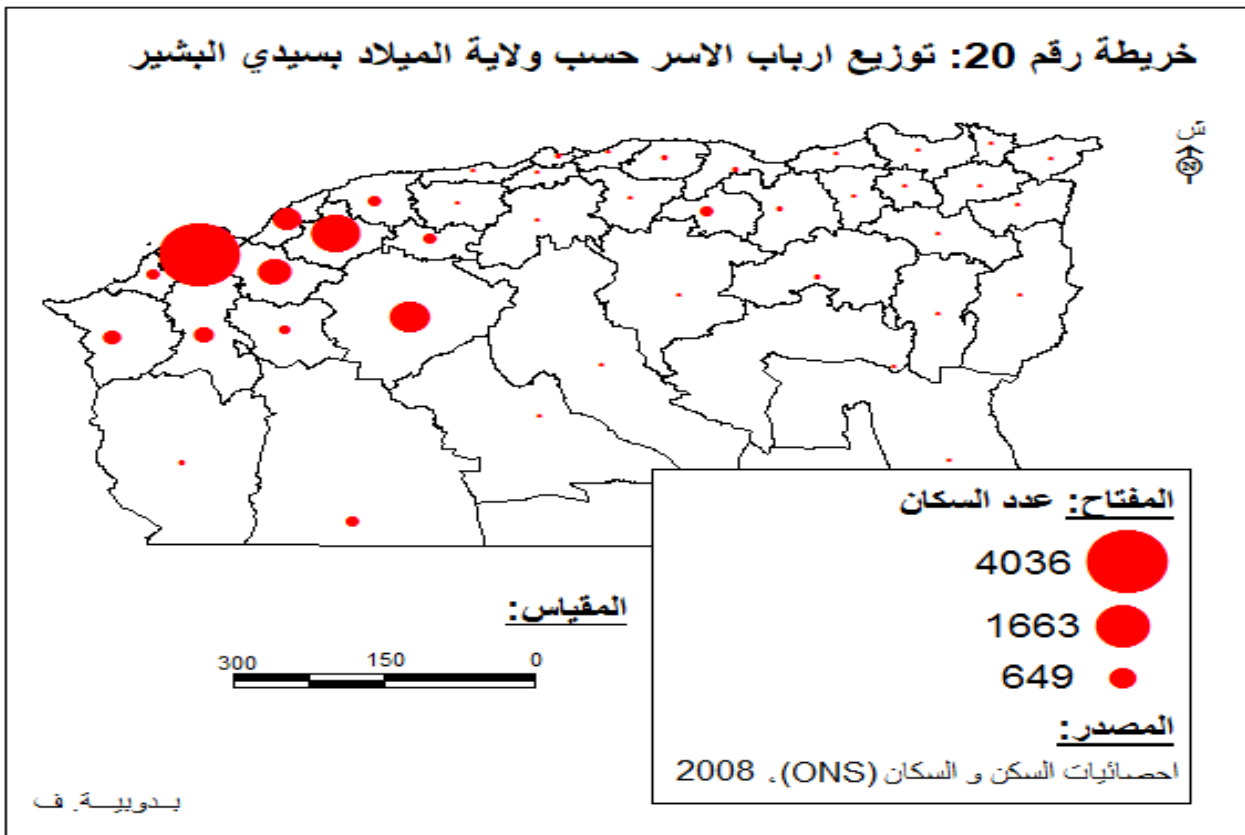 خريطة رقم 20: توزيع ارباب الاسر حسب ولاية الميلاد بسيدي البشير
المفتاح: عدد السكان
4036
1663
649
المصدر:
احصائيات السكن و السكان (ONS)، 2008
المقياس:
300 150 0
بدوبيــة. ف